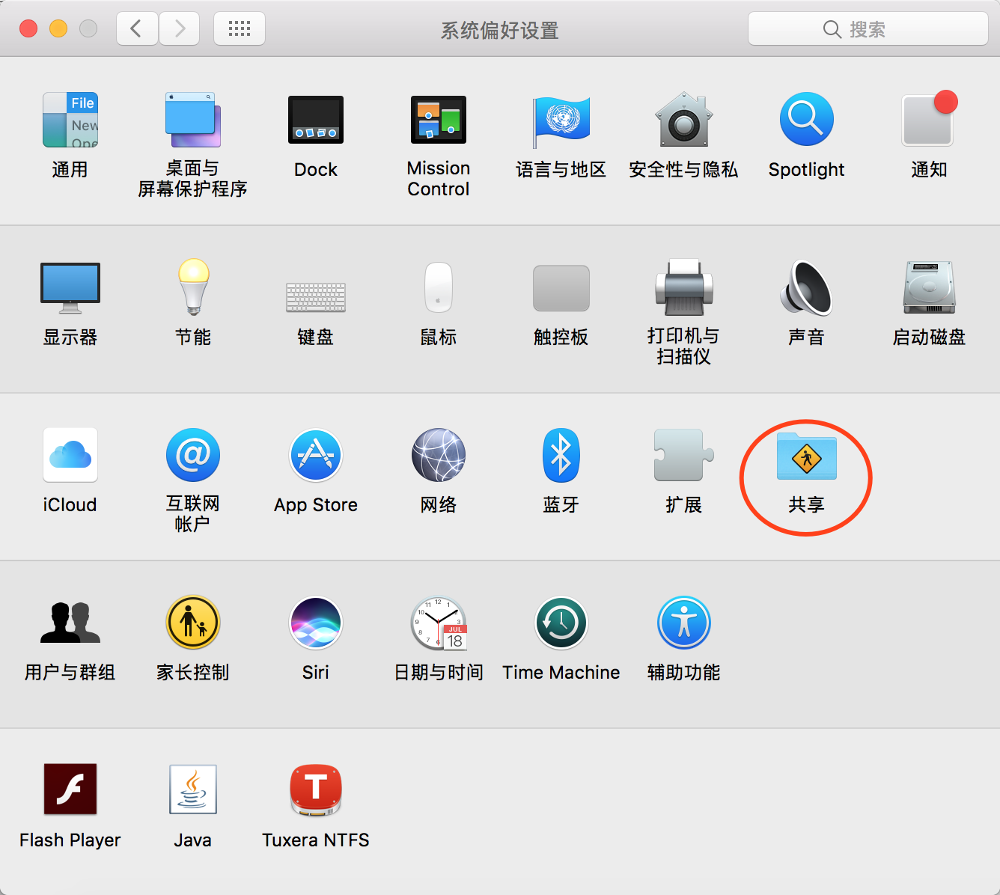 系统偏好设置
搜索
File
New
Ope
通用
桌面与
屏幕保护程序
Dock
Mission
Control
语言与地区
安全性与隐私
Spotlight
通知
显示器
节能
键盘
鼠标
触控板
打印机与
扫描仪
声音
启动磁盘
iCloud
互联网
帐户
App Store
网络
蓝牙
扩展
共享
用户与群组
家长控制
Siri
JUL
18
日期与时间
Time Machine
辅助功能
Flash Player
Java
T
Tuxera NTFS